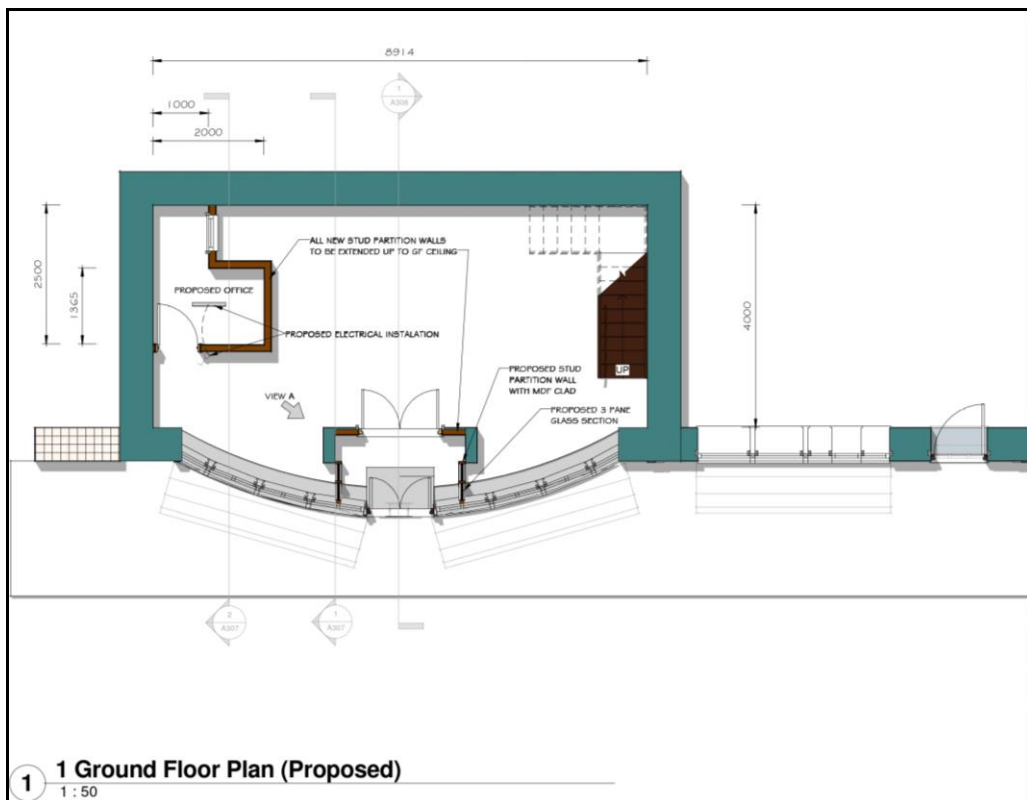 8914
1
A308
1000
2000
ALL NEW STUD PARTITION WALLS
TO BE EXTENDED UP TO GF CEILING
2500
1365
4000
PROPOSED OFFICE
PROPOSED ELECTRICAL INSTALATION
UP
PROPOSED STUD
PARTITION WALL
WITH MDF CLAD
VIEW A
PROPOSED 3 PANE
GLASS SECTION
2
A307
1
A307
1
1 Ground Floor Plan (Proposed)
1 : 50